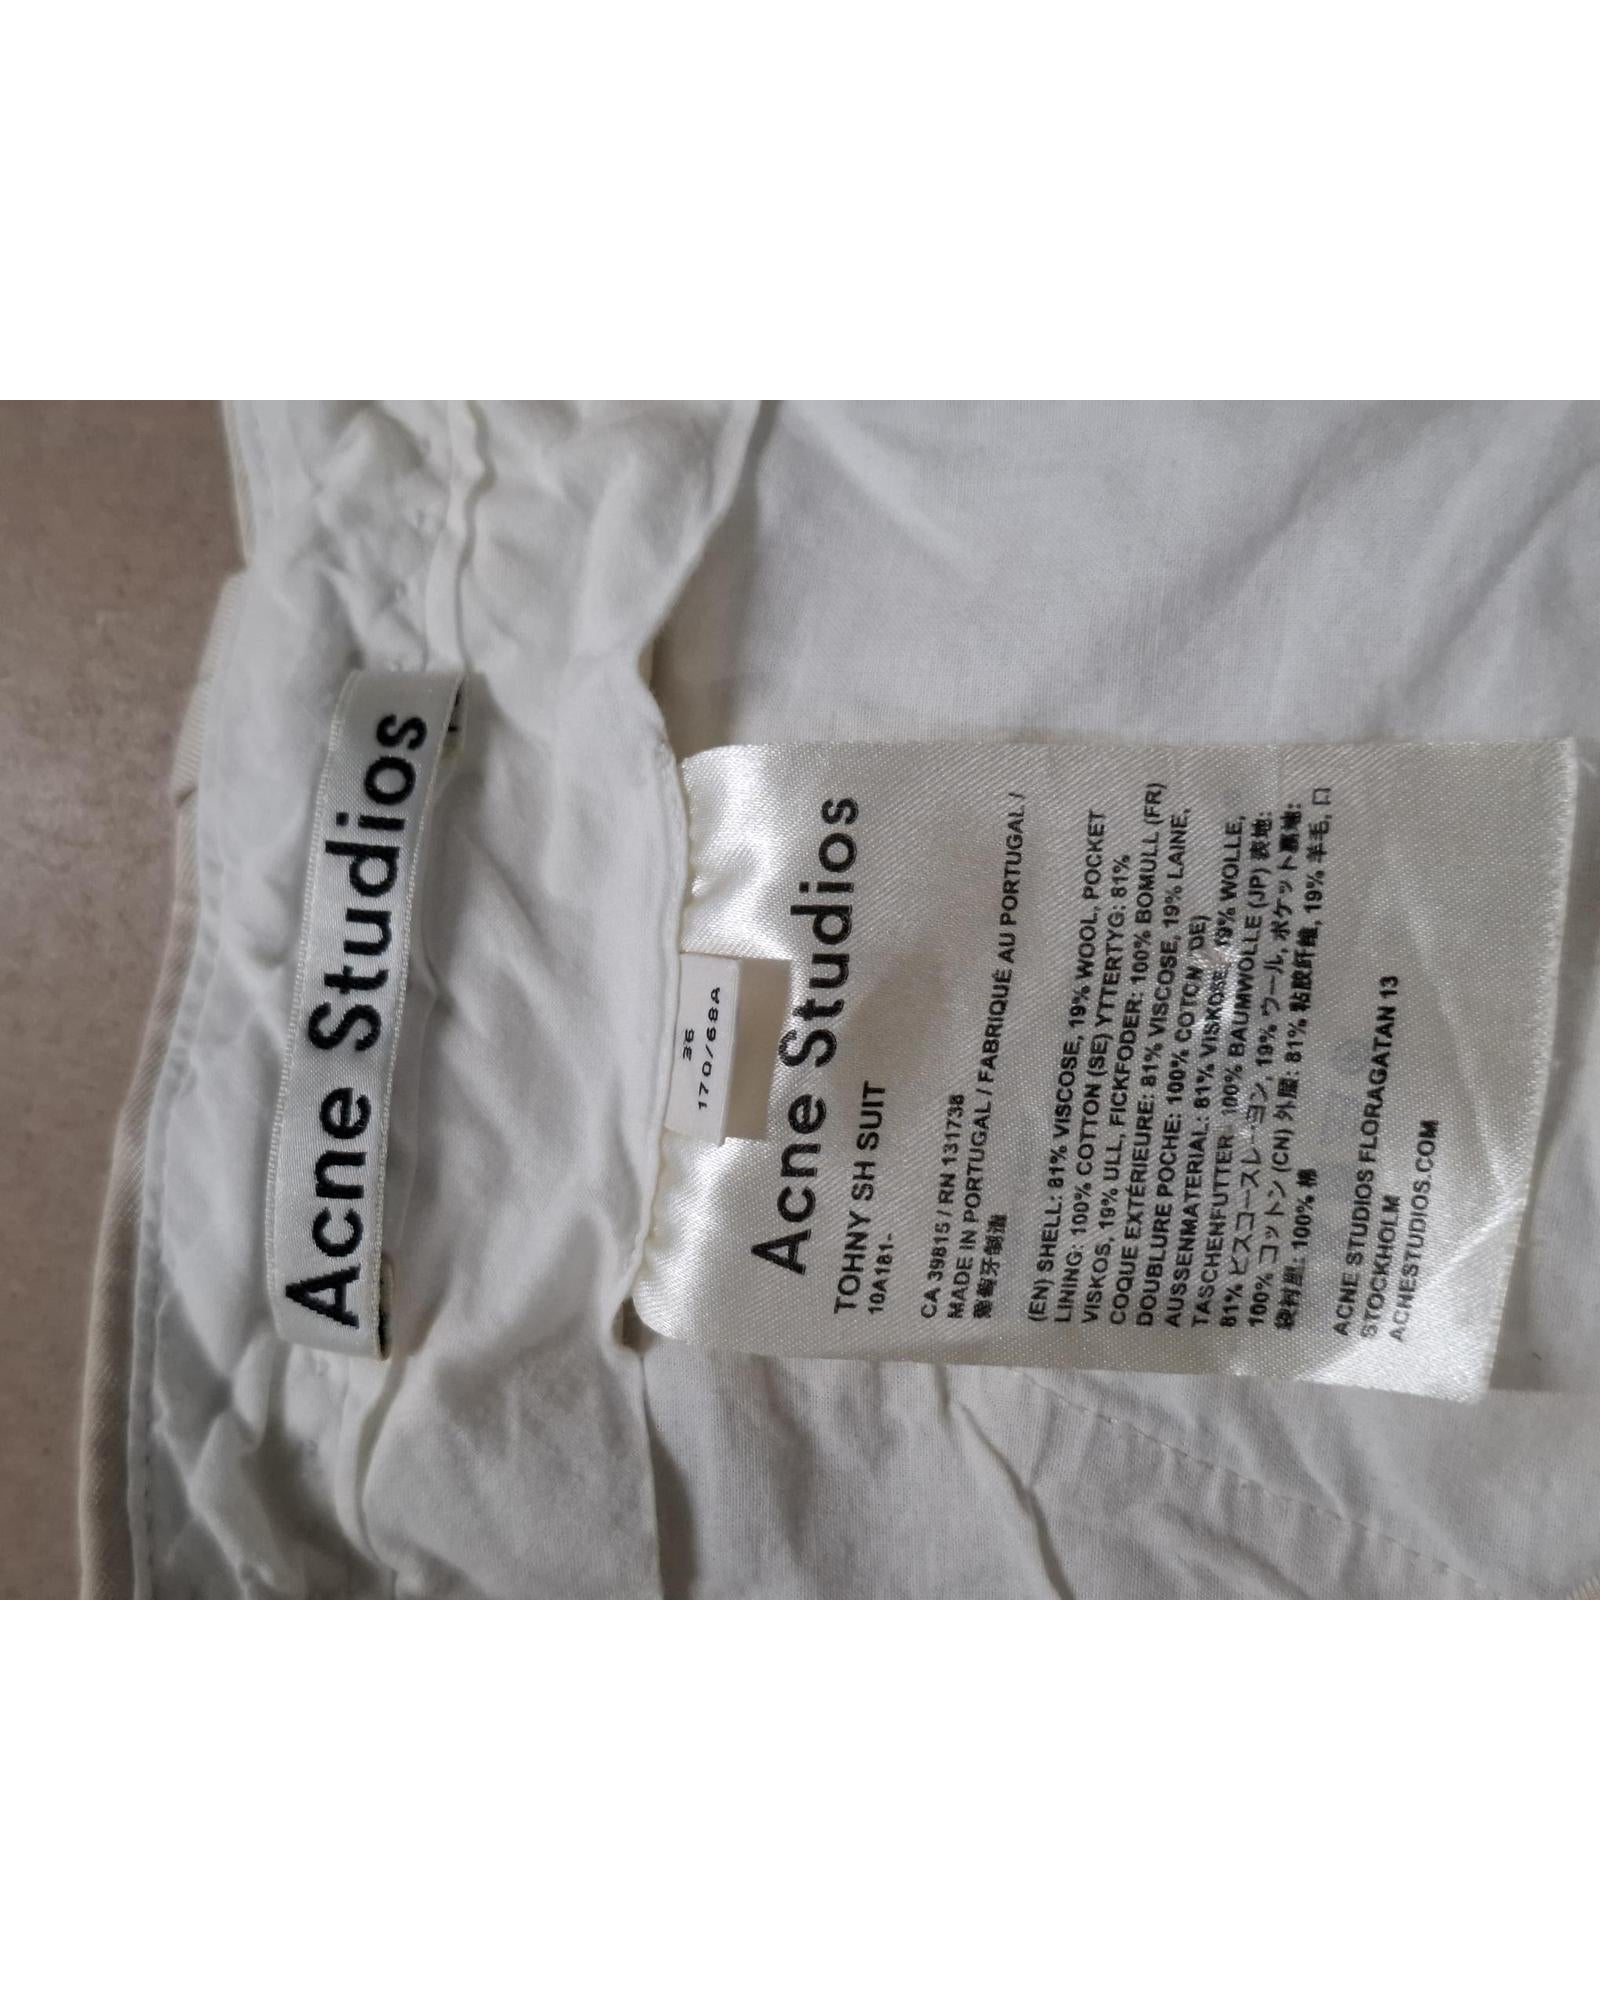 Acne Studios
36
170/68A
Acne Studios
TOHNY SH SUIT
10A181-
CA 39815 / RN 131738
MADE IN PORTUGAL / FABRIQUÉ AU PORTUGAL /
葡萄牙制造
(EN) SHELL: 81% VISCOSE, 19% WOOL, POCKET
LINING: 100% COTTON (SE) YTTERTYG: 81%
VISKOS, 19% ULL, FICKFODER: 100% BOMULL (FR)
COQUE EXTÉRIEURE: 81% VISCOSE, 19% LAINE,
DOUBLURE POCHE: 100% COTON (DE)
AUSSENMATERIAL: 81% VISKOSE, 19% WOLLE,
TASCHENFUTTER: 100% BAUMWOLLE (JP) 表地:
81% ビスコースレーヨン, 19% ウール, ポケット裏地:
100% コットン (CN) 外層: 81% 粘胶纤维, 19% 羊毛, 口
袋衬里: 100% 棉
ACNE STUDIOS FLORAGATAN 13
STOCKHOLM
ACNESTUDIOS.COM